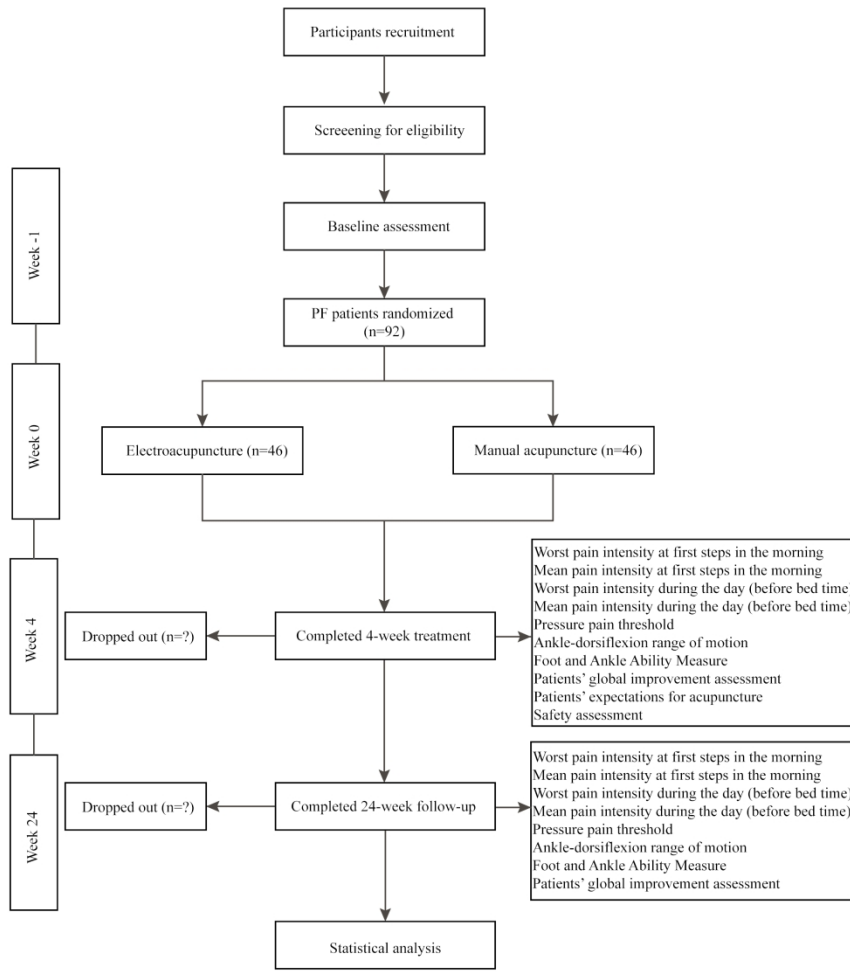 Participants recruitment
Screeening for eligibility
Week -1
Baseline assessment
PF patients randomized
(n=92)
Week 0
Electroacupuncture (n=46)
Manual acupuncture (n=46)
Week 4
Dropped out (n=?)
Completed 4-week treatment
Worst pain intensity at first steps in the morning
Mean pain intensity at first steps in the morning
Worst pain intensity during the day (before bed time)
Mean pain intensity during the day (before bed time)
Pressure pain threshold
Ankle-dorsiflexion range of motion
Foot and Ankle Ability Measure
Patients' global improvement assessment
Patients' expectations for acupuncture
Safety assessment
Week 24
Dropped out (n=?)
Completed 24-week follow-up
Worst pain intensity at first steps in the morning
Mean pain intensity at first steps in the morning
Worst pain intensity during the day (before bed time)
Mean pain intensity during the day (before bed time)
Pressure pain threshold
Ankle-dorsiflexion range of motion
Foot and Ankle Ability Measure
Patients' global improvement assessment
Statistical analysis